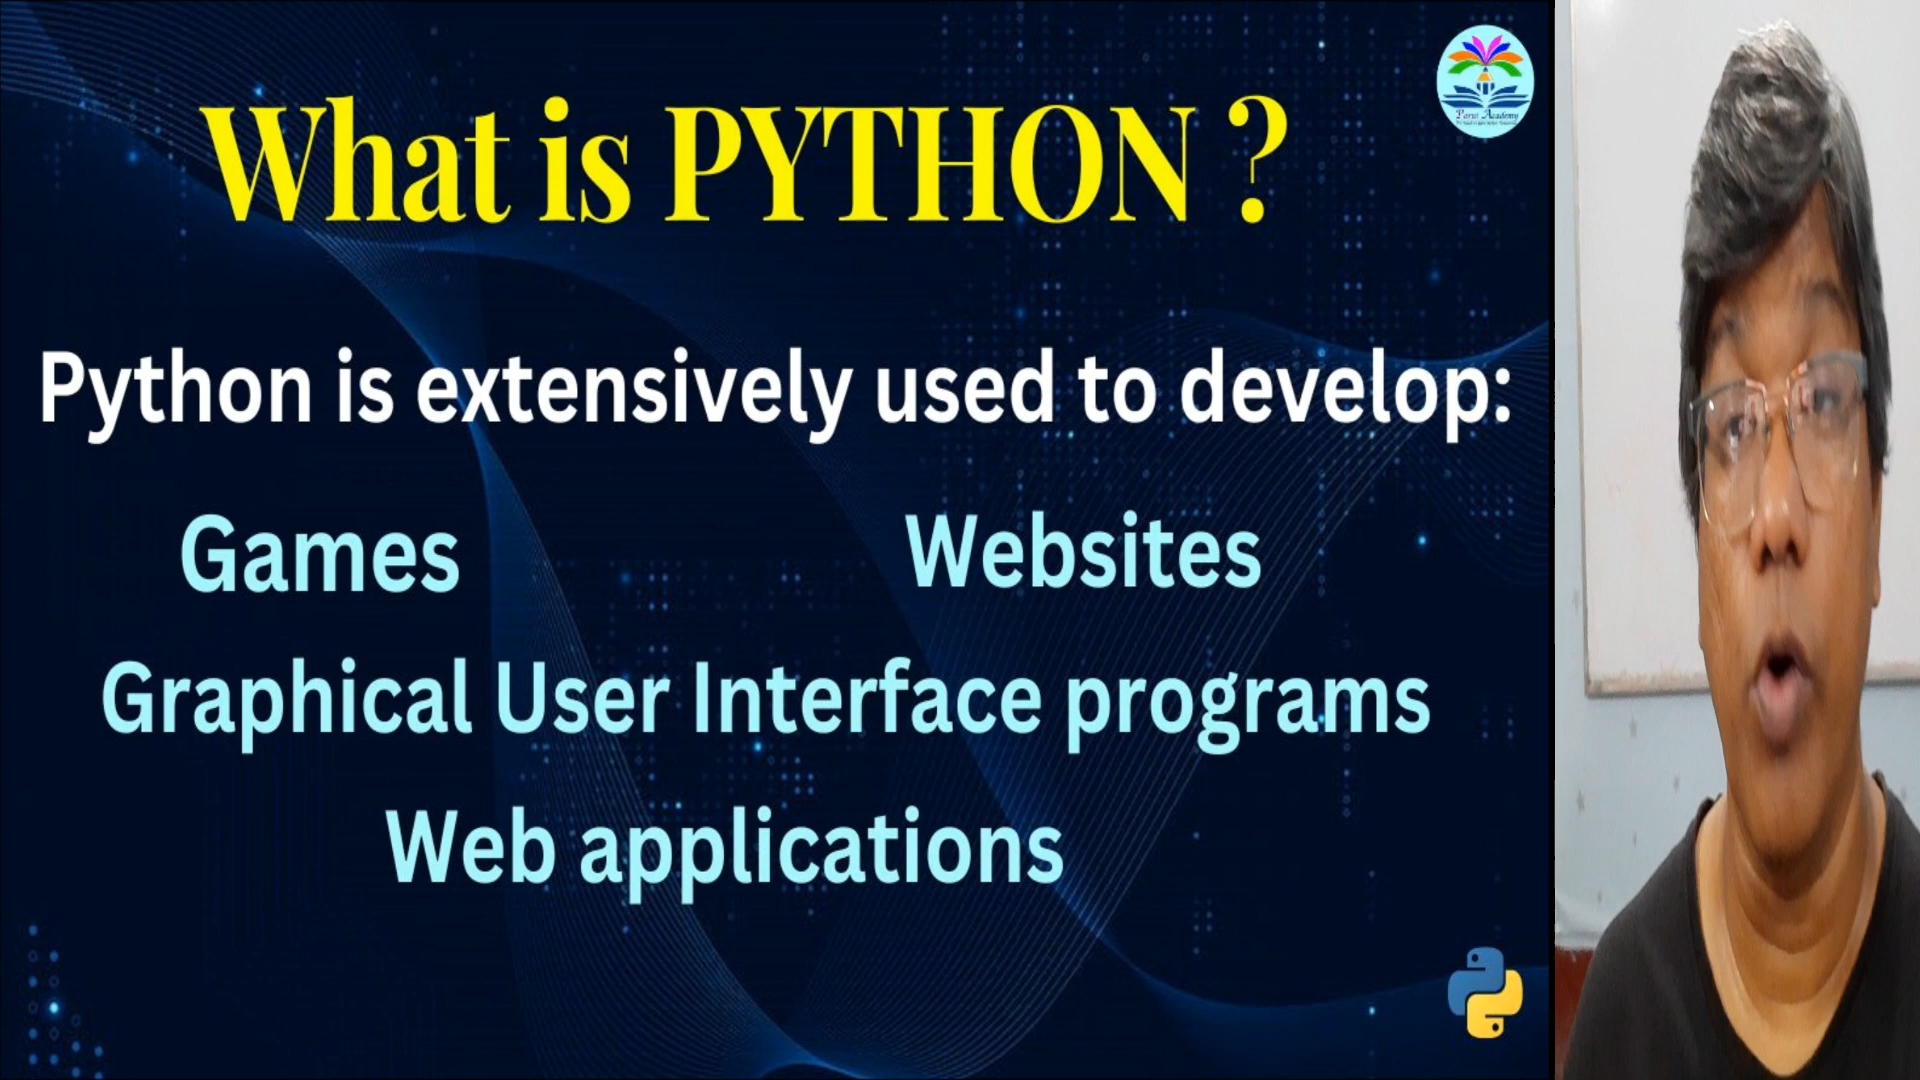 What is PYTHON ?
Python is extensively used to develop:
Games Websites
Graphical User Interface programs
Web applications